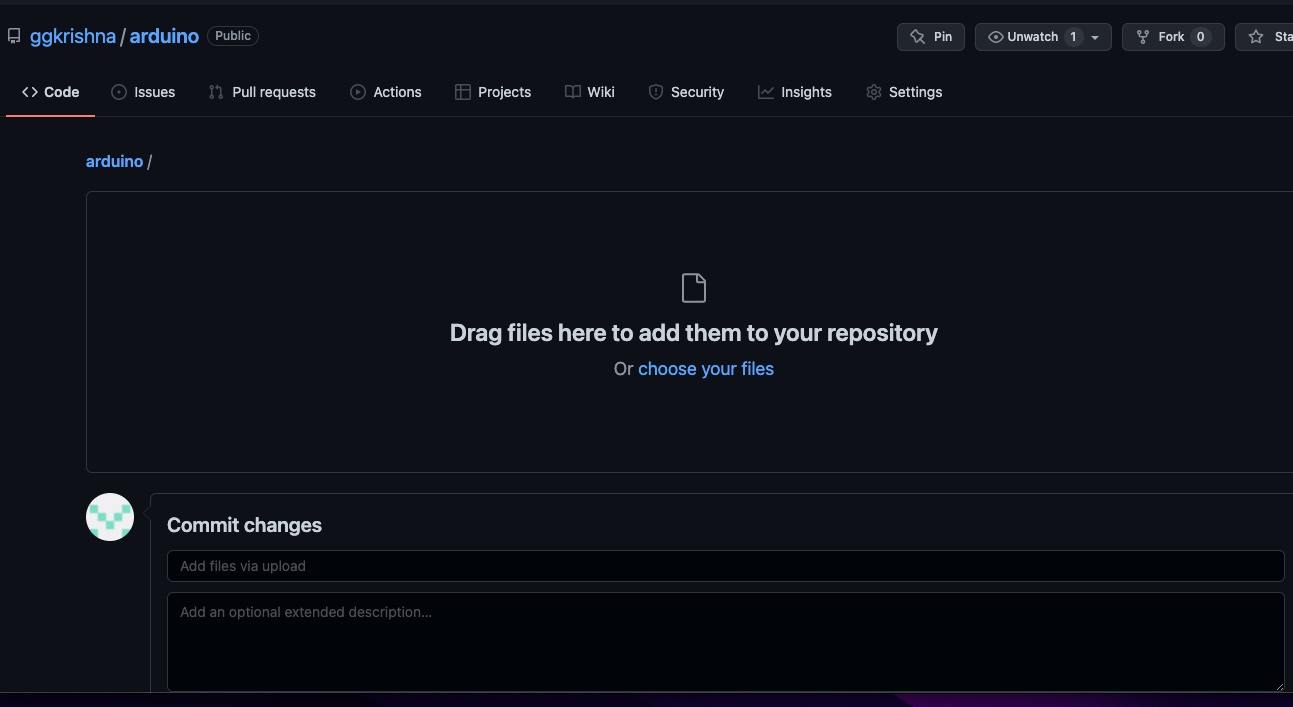 ggkrishna / arduino Public Pin Unwatch 1 Fork 0
Code Issues Pull requests Actions Projects Wiki Security Insights Settings
arduino /
Drag files here to add them to your repository
Or choose your files
Commit changes
Add files via upload
Add an optional extended description...